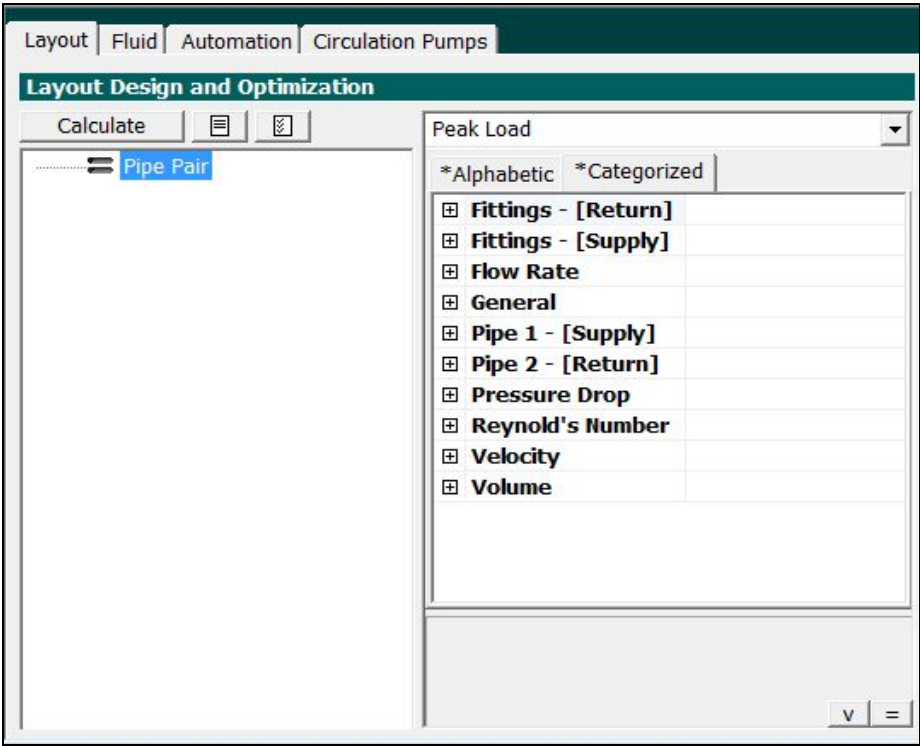 Layout Fluid Automation Circulation Pumps
Layout Design and Optimization
Calculate
Peak Load
Pipe Pair
*Alphabetic *Categorized
Fittings - [Return]
Fittings - [Supply]
Flow Rate
General
Pipe 1 - [Supply]
Pipe 2 - [Return]
Pressure Drop
Reynold's Number
Velocity
Volume
v =